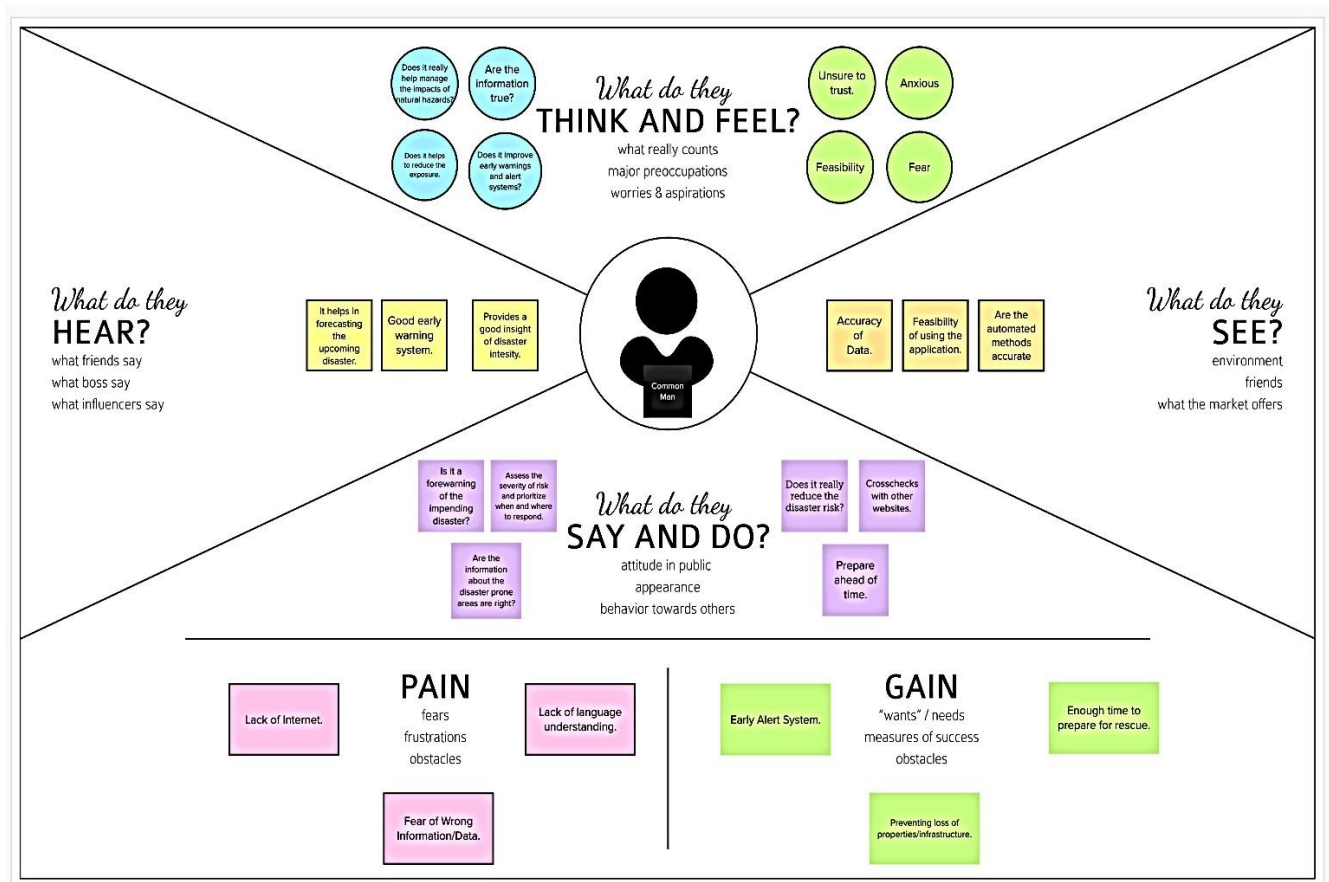 Does it really
help manage
the impacts of
natural hazards?
Are the
information
true?
Does it helps
to reduce the
exposure.
Does it improve
early warnings
and alert
systems?
What do they
THINK AND FEEL?
what really counts
major preoccupations
worries & aspirations
Unsure to
trust.
Anxious
Feasibility
Fear
What do they
HEAR?
what friends say
what boss say
what influencers say
It helps in
forecasting
the
upcoming
disaster.
Good early
warning
system.
Provides a
good insight
of disaster
intesity.
Common
Man
Accuracy
of
Data.
Feasibility
of using the
application.
Are the
automated
methods
accurate
What do they
SEE?
environment
friends
what the market offers
Is it a
forewarning
of the
impending
disaster?
Assess the
severity of risk
and prioritize
when and where
to respond.
Are the
information
about the
disaster prone
areas are right?
What do they
SAY AND DO?
attitude in public
appearance
behavior towards others
Does it really
reduce the
disaster risk?
Crosschecks
with other
websites.
Prepare
ahead of
time.
Lack of Internet.
PAIN
fears
frustrations
obstacles
Lack of language
understanding.
Fear of Wrong
Information/Data.
Early Alert System.
GAIN
"wants" / needs
measures of success
obstacles
Enough time to
prepare for rescue.
Preventing loss of
properties/infrastructure.